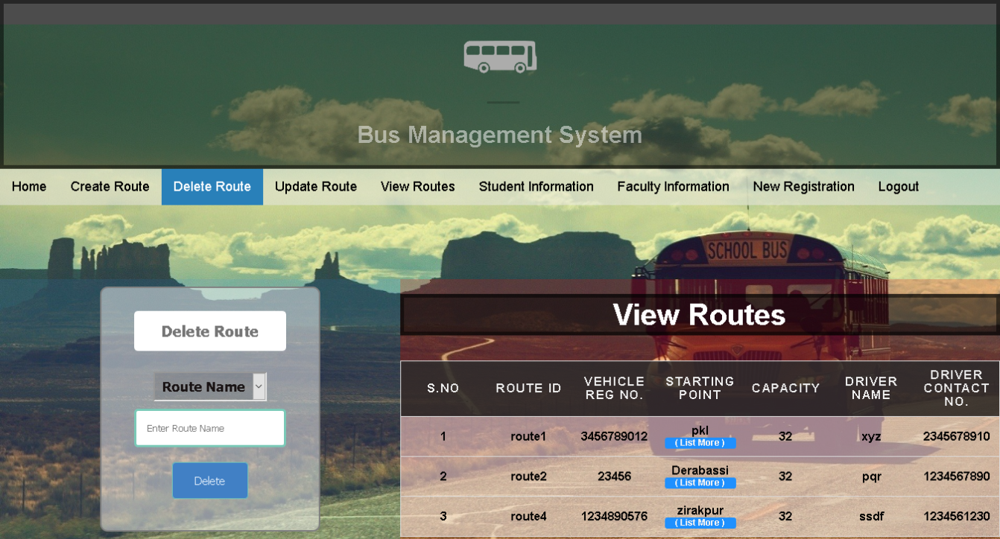 Bus Management System
Home Create Route Delete Route Update Route View Routes Student Information Faculty Information New Registration Logout
SCHOOL BUS
Delete Route
Route Name
Enter Route Name
Delete
View Routes
S.NO ROUTE ID VEHICLE REG NO. STARTING POINT CAPACITY DRIVER NAME DRIVER CONTACT NO.
1 route1 3456789012 pkl ( List More ) 32 xyz 2345678910
2 route2 23456 Derabassi ( List More ) 32 pqr 1234567890
3 route4 1234890576 zirakpur ( List More ) 32 ssdf 1234561230